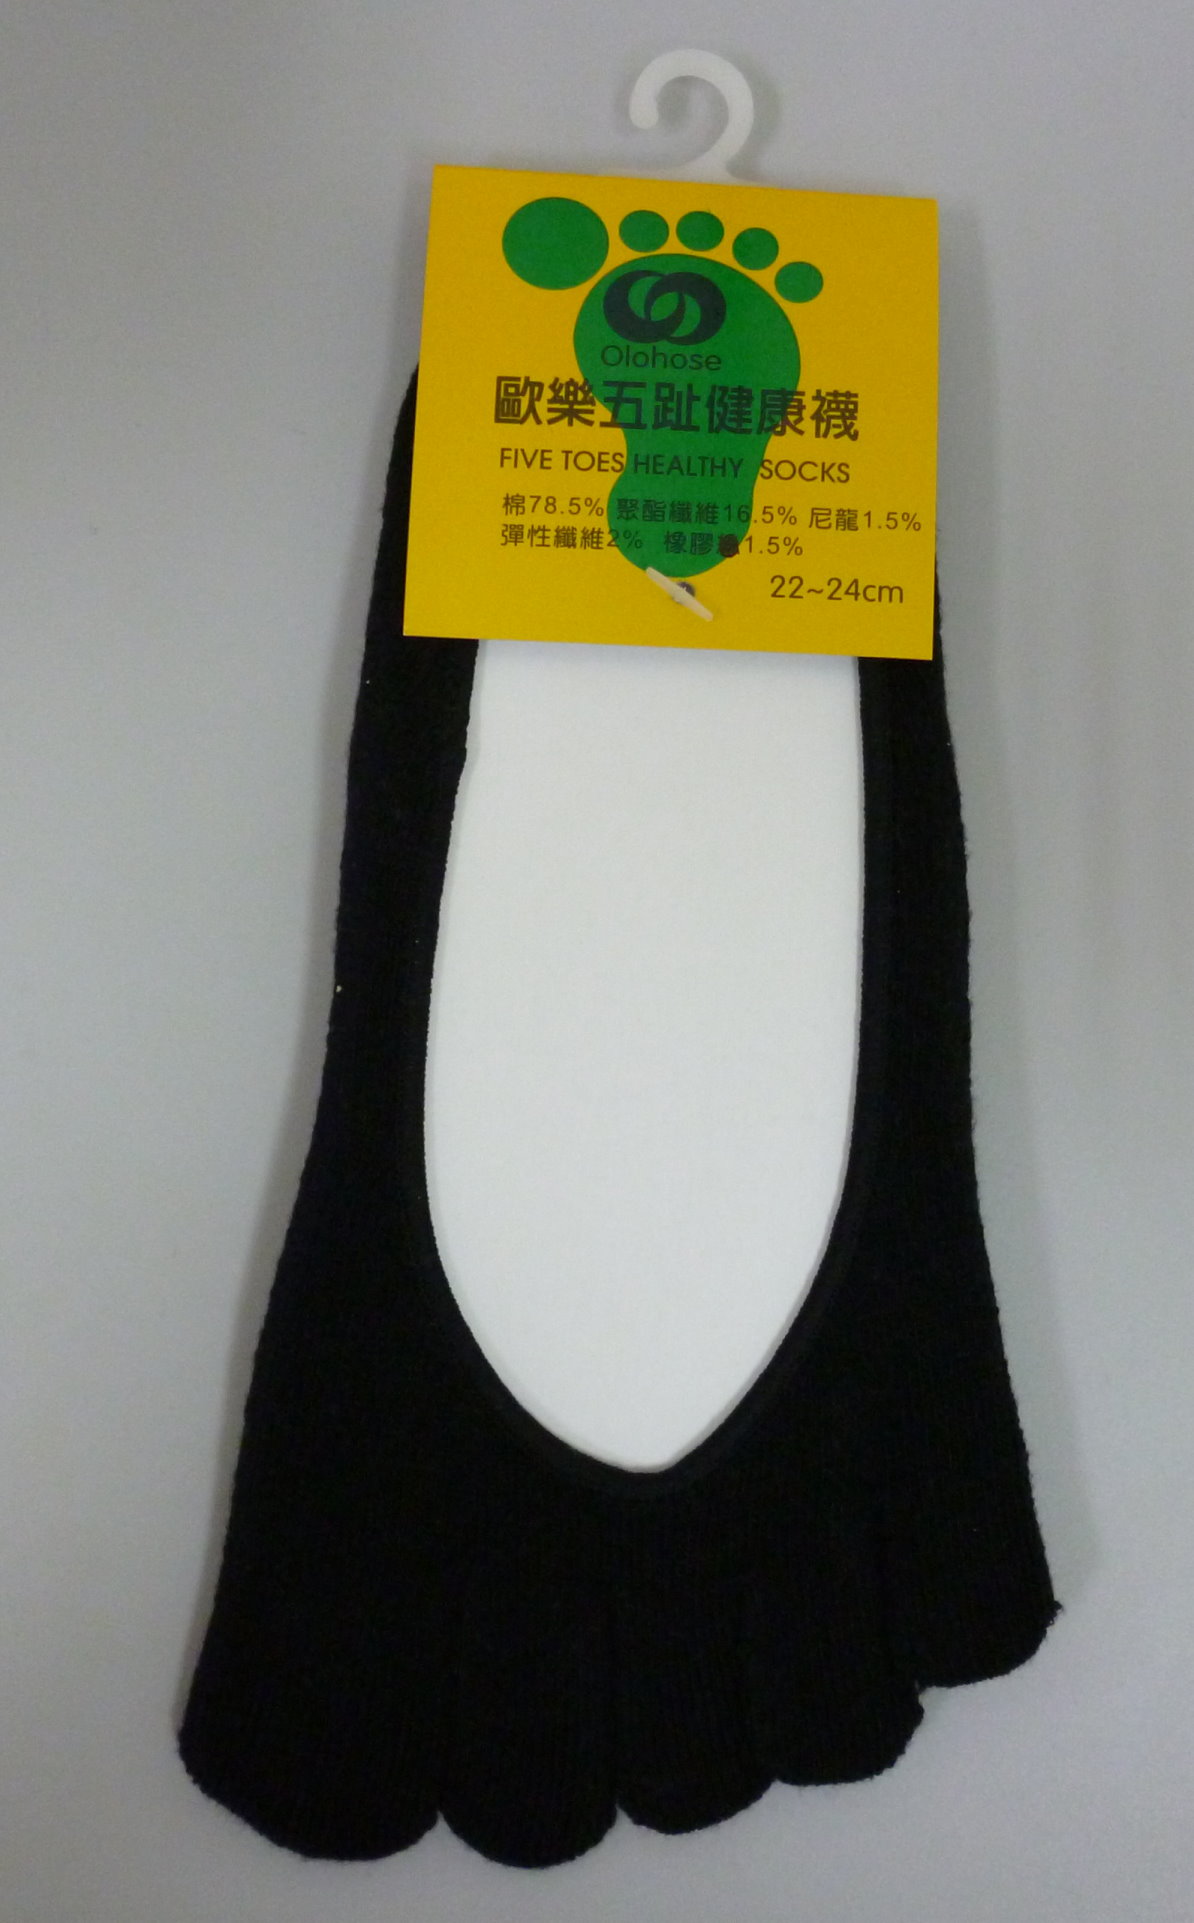 Olohose
歐樂五趾健康襪
FIVE TOES HEALTHY SOCKS
棉78.5% 聚酯纖維16.5% 尼龍1.5%
彈性纖維2% 橡膠 1.5%
22~24cm